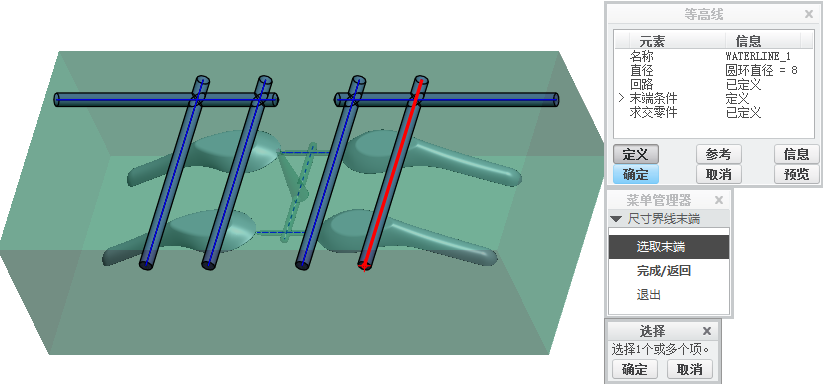 等高线
元素 信息
名称 WATERLINE_1
直径 圆环直径 = 8
回路 已定义
末端条件 定义
求交零件 已定义
定义 参考 信息
确定 取消 预览
菜单管理器
尺寸界线末端
选取末端
完成/返回
退出
选择
选择1个或多个项。
确定 取消